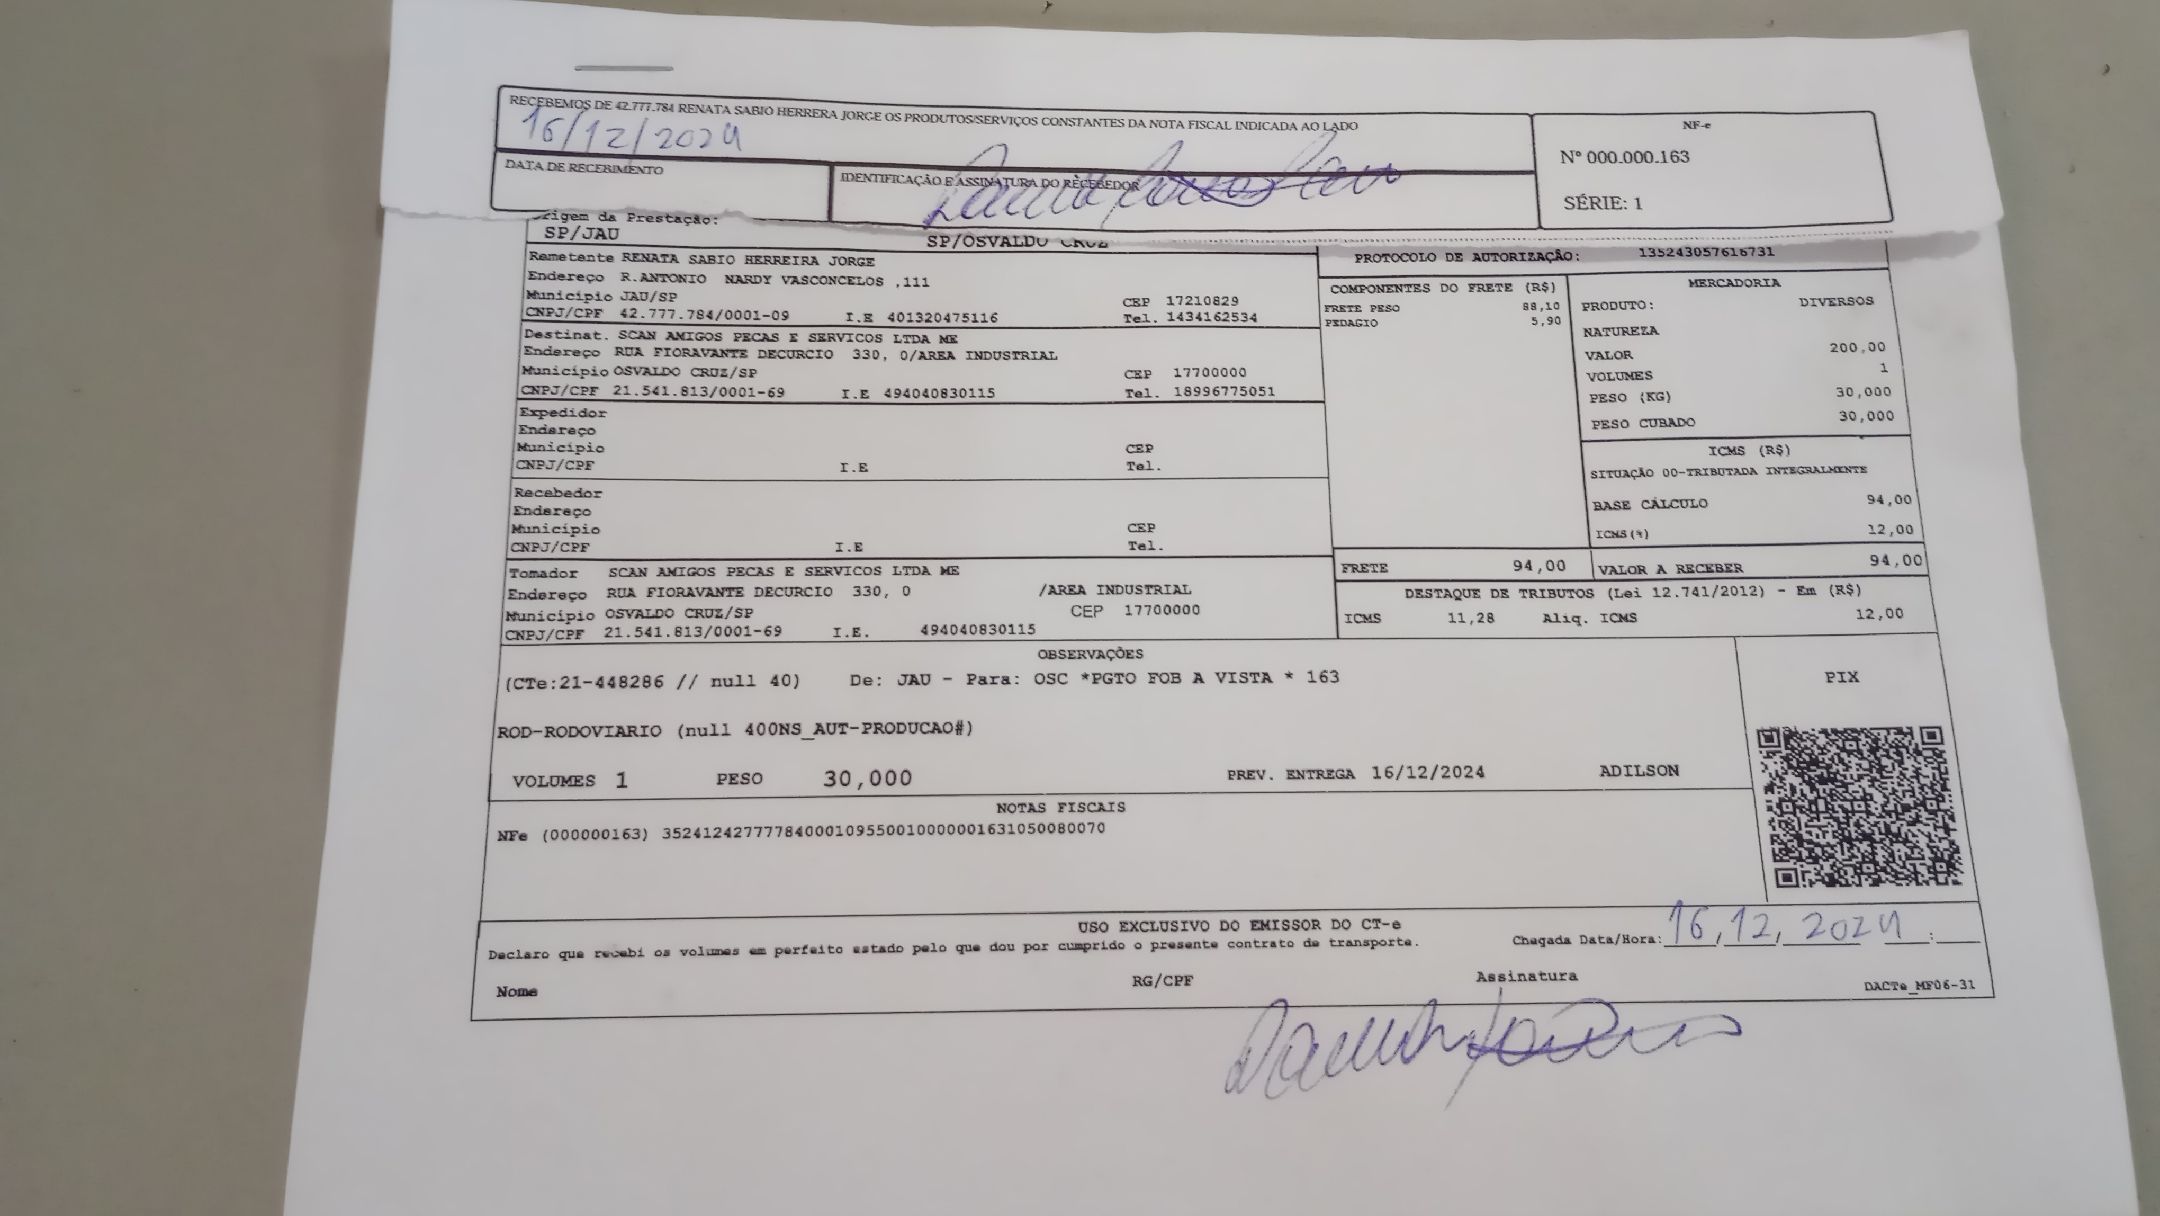 RECEBEMOS DE 42.777.784 RENATA SABIO HERRERA JORGE OS PRODUTOS/SERVIÇOS CONSTANTES DA NOTA FISCAL INDICADA AO LADO
16/12/2024
DATA DE RECEBIMENTO
IDENTIFICAÇÃO E ASSINATURA DO RECEBEDOR
NF-e
Nº 000.000.163
SÉRIE: 1
Origem da Prestação:
SP/JAU SP/OSVALDO CRUZ
Remetente RENATA SABIO HERREIRA JORGE
Endereço R.ANTONIO NARDY VASCONCELOS ,111
Município JAU/SP CEP 17210829
CNPJ/CPF 42.777.784/0001-09 I.E 401320475116 Tel. 1434162534
Destinat. SCAN AMIGOS PECAS E SERVICOS LTDA ME
Endereço RUA FIORAVANTE DECURCIO 330, 0/AREA INDUSTRIAL
Município OSVALDO CRUZ/SP CEP 17700000
CNPJ/CPF 21.541.813/0001-69 I.E 494040830115 Tel. 18996775051
Expedidor
Endereço
Município CEP
CNPJ/CPF I.E Tel.
Recebedor
Endereço
Município CEP
CNPJ/CPF I.E Tel.
Tomador SCAN AMIGOS PECAS E SERVICOS LTDA ME
Endereço RUA FIORAVANTE DECURCIO 330, 0 /AREA INDUSTRIAL
Município OSVALDO CRUZ/SP CEP 17700000
CNPJ/CPF 21.541.813/0001-69 I.E. 494040830115
PROTOCOLO DE AUTORIZAÇÃO: 135243057616731
COMPONENTES DO FRETE (R$)
FRETE PESO 88,10
PEDAGIO 5,90
MERCADORIA
PRODUTO: DIVERSOS
NATUREZA
VALOR 200,00
VOLUMES 1
PESO (KG) 30,000
PESO CUBADO 30,000
ICMS (R$)
SITUAÇÃO 00-TRIBUTADA INTEGRALMENTE
BASE CÁLCULO 94,00
ICMS(%) 12,00
FRETE 94,00 VALOR A RECEBER 94,00
DESTAQUE DE TRIBUTOS (Lei 12.741/2012) - Em (R$)
ICMS 11,28 Aliq. ICMS 12,00
OBSERVAÇÕES
(CTe:21-448286 // null 40) De: JAU - Para: OSC *PGTO FOB A VISTA * 163
ROD-RODOVIARIO (null 400NS_AUT-PRODUCAO#)
VOLUMES 1 PESO 30,000 PREV. ENTREGA 16/12/2024 ADILSON
PIX
NOTAS FISCAIS
NFe (000000163) 35241242777784000109550010000001631050080070
USO EXCLUSIVO DO EMISSOR DO CT-e
Declaro que recebi os volumes em perfeito estado pelo que dou por cumprido o presente contrato de transporte.
Chegada Data/Hora: 16,12,2024 :
Nome RG/CPF Assinatura
DACTe_MF06-31